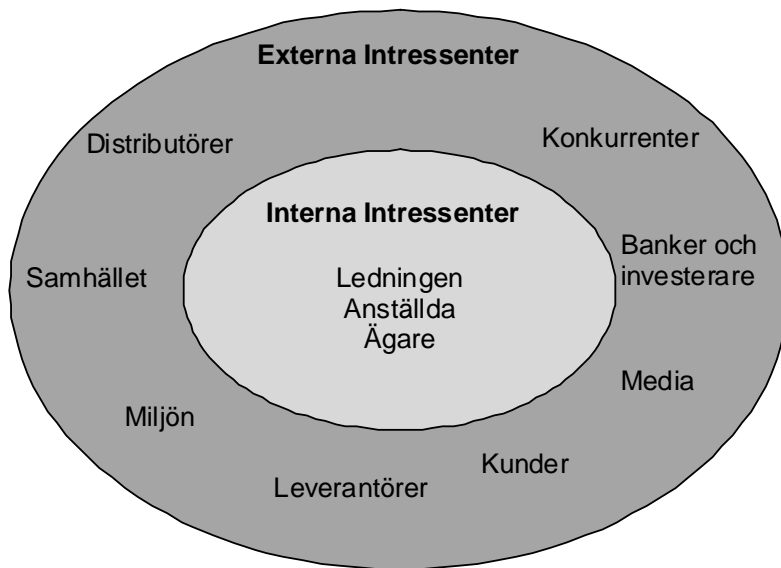 Externa Intressenter
Distributörer
Konkurrenter
Interna Intressenter
Samhället
Ledningen
Anställda
Ägare
Banker och
investerare
Miljön
Media
Leverantörer
Kunder